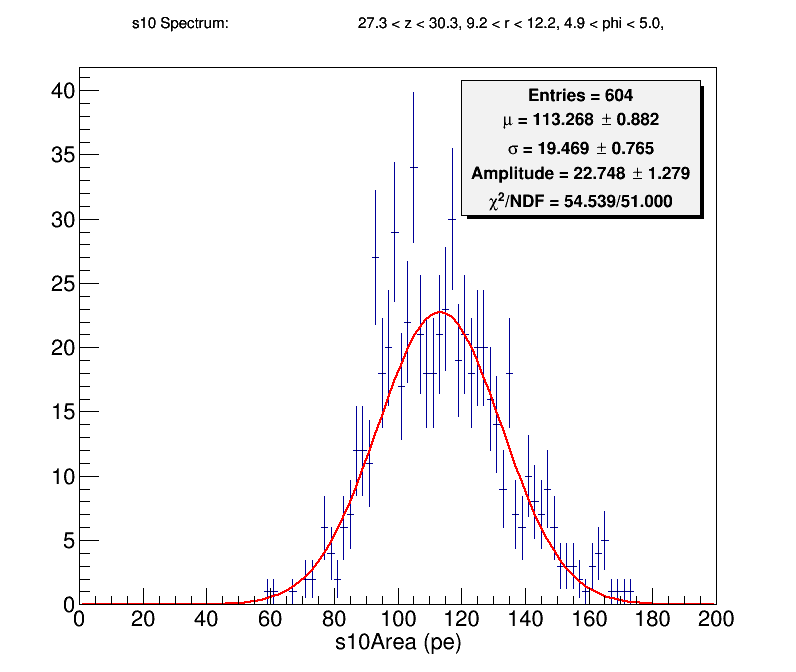 s10 Spectrum: 27.3 < z < 30.3, 9.2 < r < 12.2, 4.9 < phi < 5.0,
Entries = 604
μ = 113.268 ± 0.882
σ = 19.469 ± 0.765
Amplitude = 22.748 ± 1.279
χ²/NDF = 54.539/51.000
40
35
30
25
20
15
10
5
0
0 20 40 60 80 100 120 140 160 180 200
s10Area (pe)